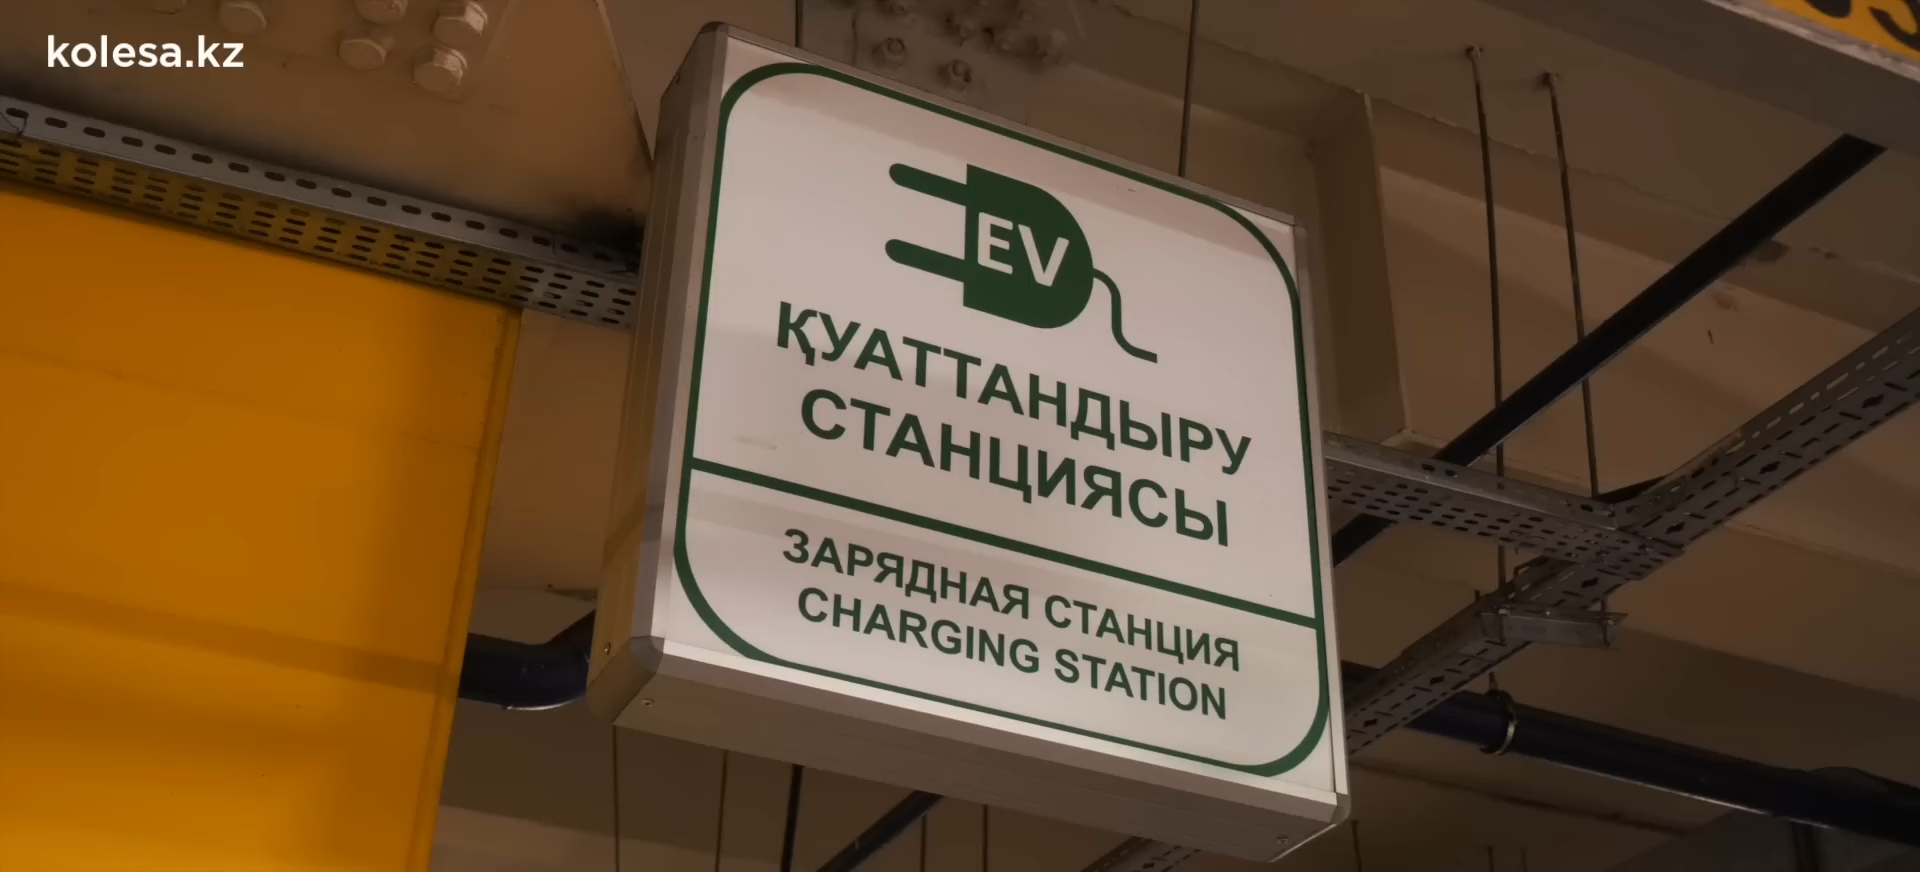 kolesa.kz
EV
ҚУАТТАНДЫРУ
СТАНЦИЯСЫ
ЗАРЯДНАЯ СТАНЦИЯ
CHARGING STATION